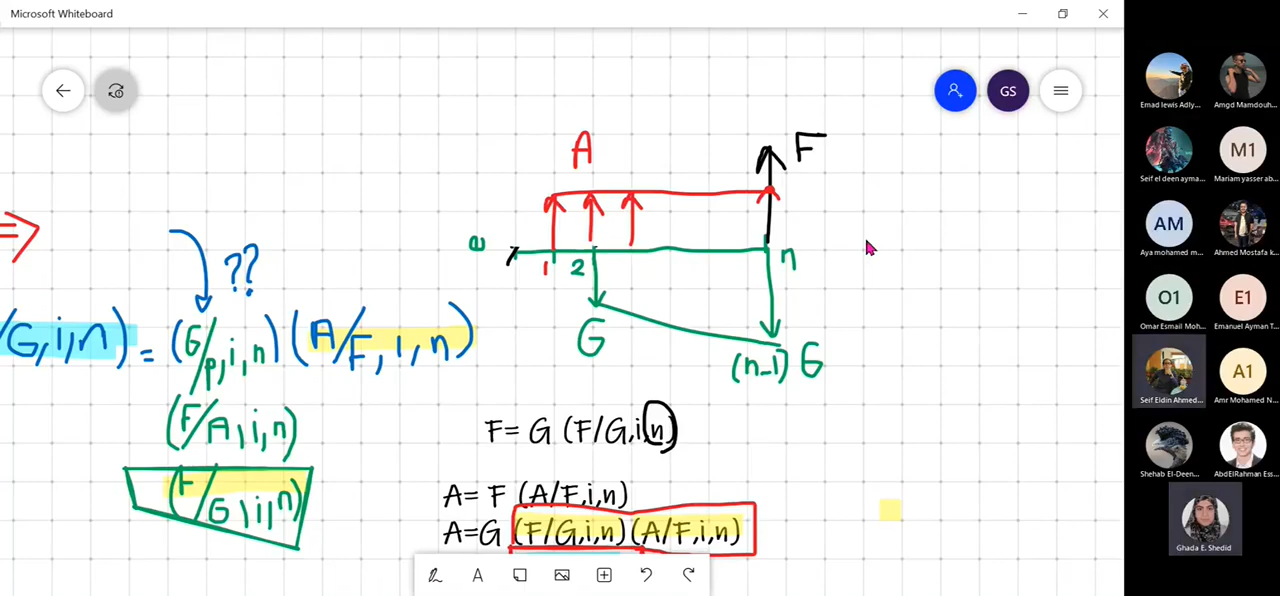 Microsoft Whiteboard
GS
A
F
0
1
2
n
G
(n-1) G
??
/G,i,n) = (G/p,i,n) (A/F,i,n)
(F/A,i,n)
(F/G,i,n)
F= G (F/G,i,n)
A= F (A/F,i,n)
A=G (F/G,i,n)(A/F,i,n)
A
Emad lewis Adly...
Amgd Mamdouh...
M1
Seif el deen ayma...
Mariam yasser ab...
AM
Aya mohamed m...
Ahmed Mostafa k...
O1
E1
Omar Esmail Moh...
Emanuel Ayman T...
A1
Seif Eldin Ahmed...
Amr Mohamed N...
Shehab El-Deen...
AbdElRahman Ess...
Ghada E. Shedid